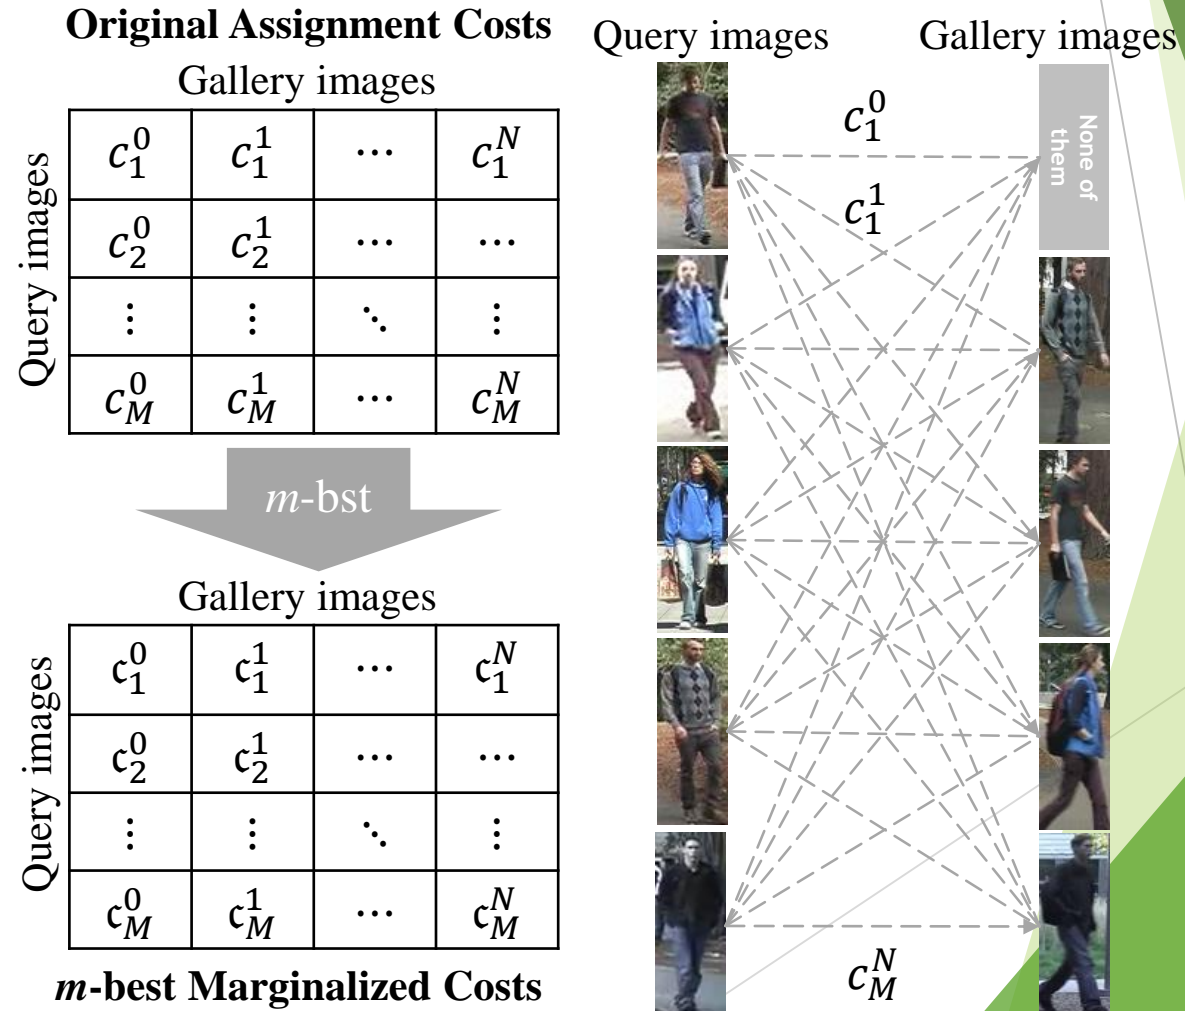 Original Assignment Costs
Gallery images
Query images
c_1^0 c_1^1 ⋯ c_1^N
c_2^0 c_2^1 ⋯ ⋯
⋮ ⋮ ⋱ ⋮
c_M^0 c_M^1 ⋯ c_M^N
m-bst
Gallery images
Query images
𝔠_1^0 𝔠_1^1 ⋯ 𝔠_1^N
𝔠_2^0 𝔠_2^1 ⋯ ⋯
⋮ ⋮ ⋱ ⋮
𝔠_M^0 𝔠_M^1 ⋯ 𝔠_M^N
m-best Marginalized Costs
Query images
Gallery images
c_1^0
c_1^1
None of
them
c_M^N